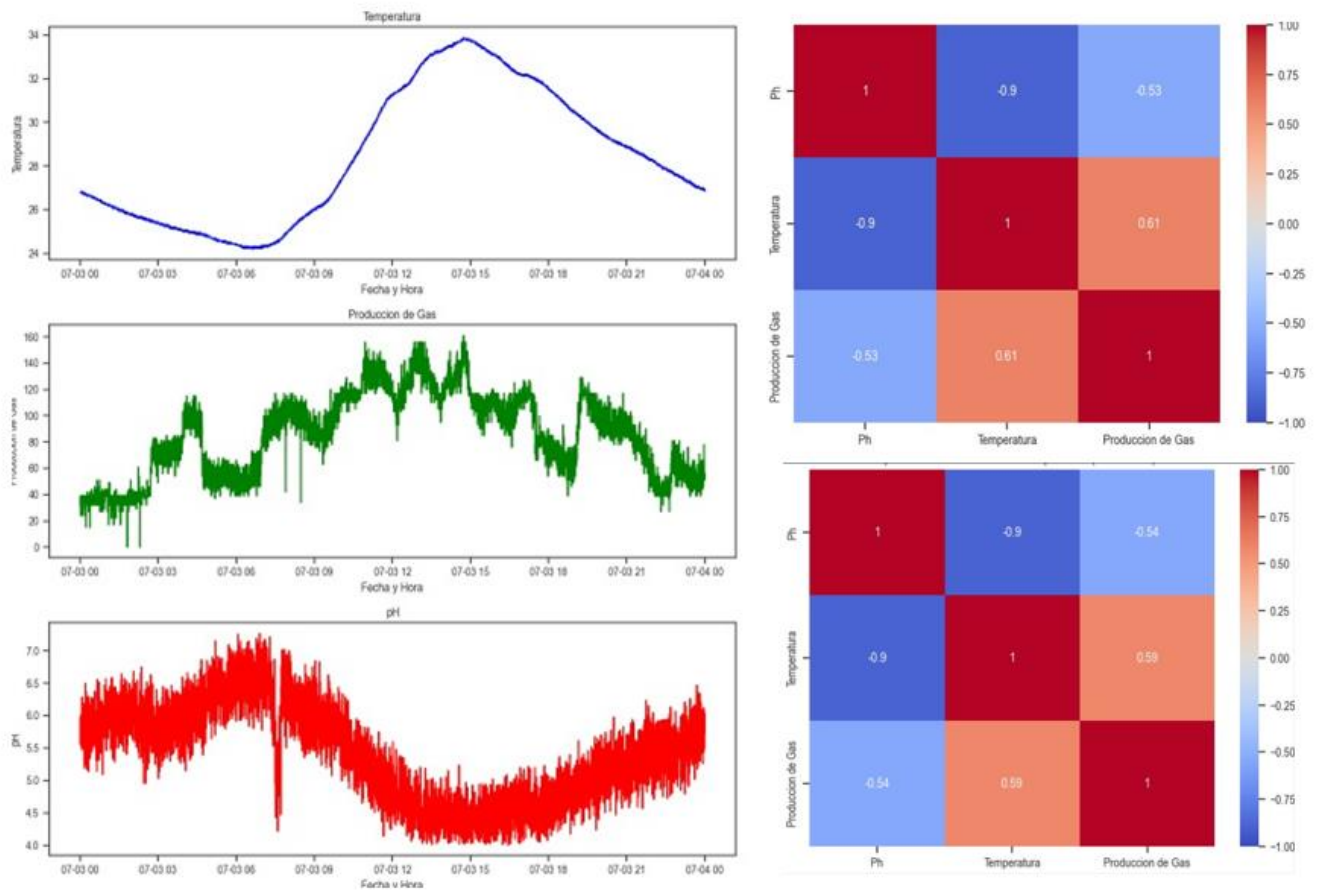 Temperatura
34
32
30
28
26
24
Temperatura
07-03 00 07-03 03 07-03 06 07-03 09 07-03 12 07-03 15 07-03 18 07-03 21 07-04 00
Fecha y Hora
Produccion de Gas
160
140
120
100
80
60
40
20
0
07-03 00 07-03 03 07-03 06 07-03 09 07-03 12 07-03 15 07-03 18 07-03 21 07-04 00
Fecha y Hora
pH
7.0
6.5
6.0
5.5
5.0
4.5
4.0
pH
07-03 00 07-03 03 07-03 06 07-03 09 07-03 12 07-03 15 07-03 18 07-03 21 07-04 00
Fecha y Hora
Ph
1 -0.9 -0.53
Temperatura
-0.9 1 0.61
Produccion de Gas
-0.53 0.61 1
Ph Temperatura Produccion de Gas
1.00
0.75
0.50
0.25
0.00
-0.25
-0.50
-0.75
-1.00
Ph
1 -0.9 -0.54
Temperatura
-0.9 1 0.59
Produccion de Gas
-0.54 0.59 1
Ph Temperatura Produccion de Gas
1.00
0.75
0.50
0.25
0.00
-0.25
-0.50
-0.75
-1.00